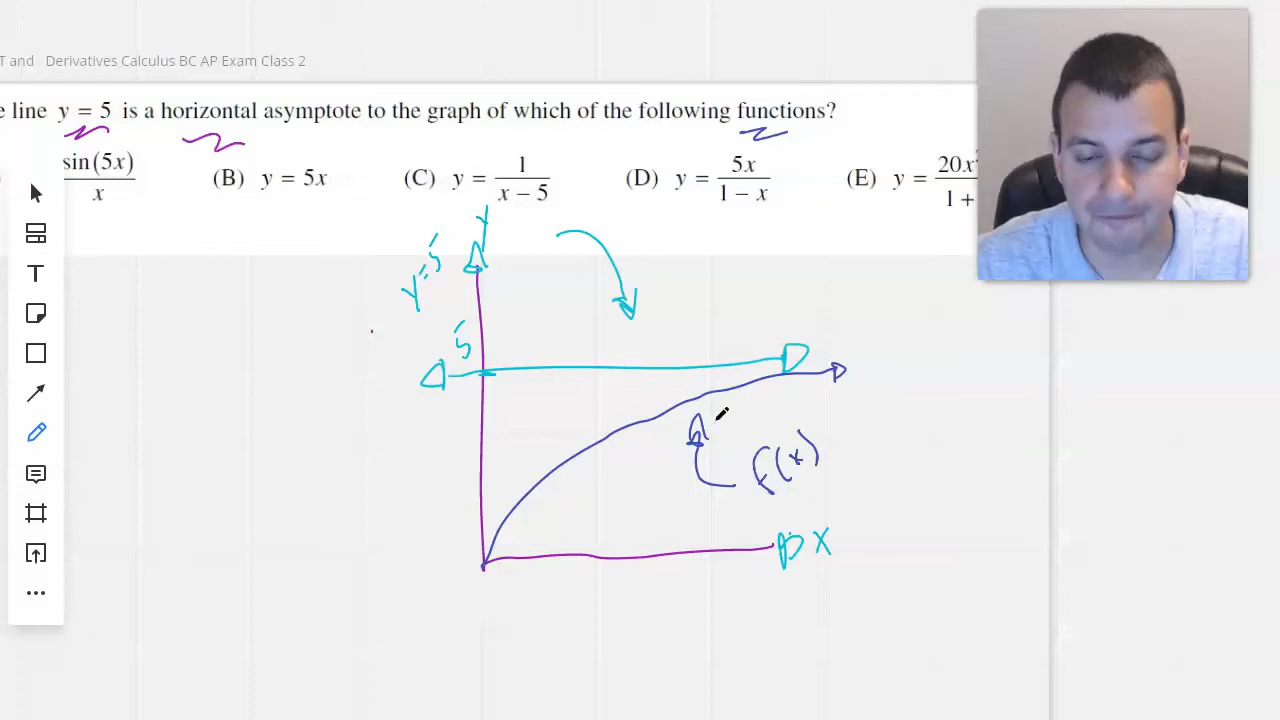 T and Derivatives Calculus BC AP Exam Class 2
e line y = 5 is a horizontal asymptote to the graph of which of the following functions?
sin(5x)/x (B) y = 5x (C) y = 1/(x − 5) (D) y = 5x/(1 − x) (E) y = 20x
1 +
T
y
y=5
5
f(x)
x